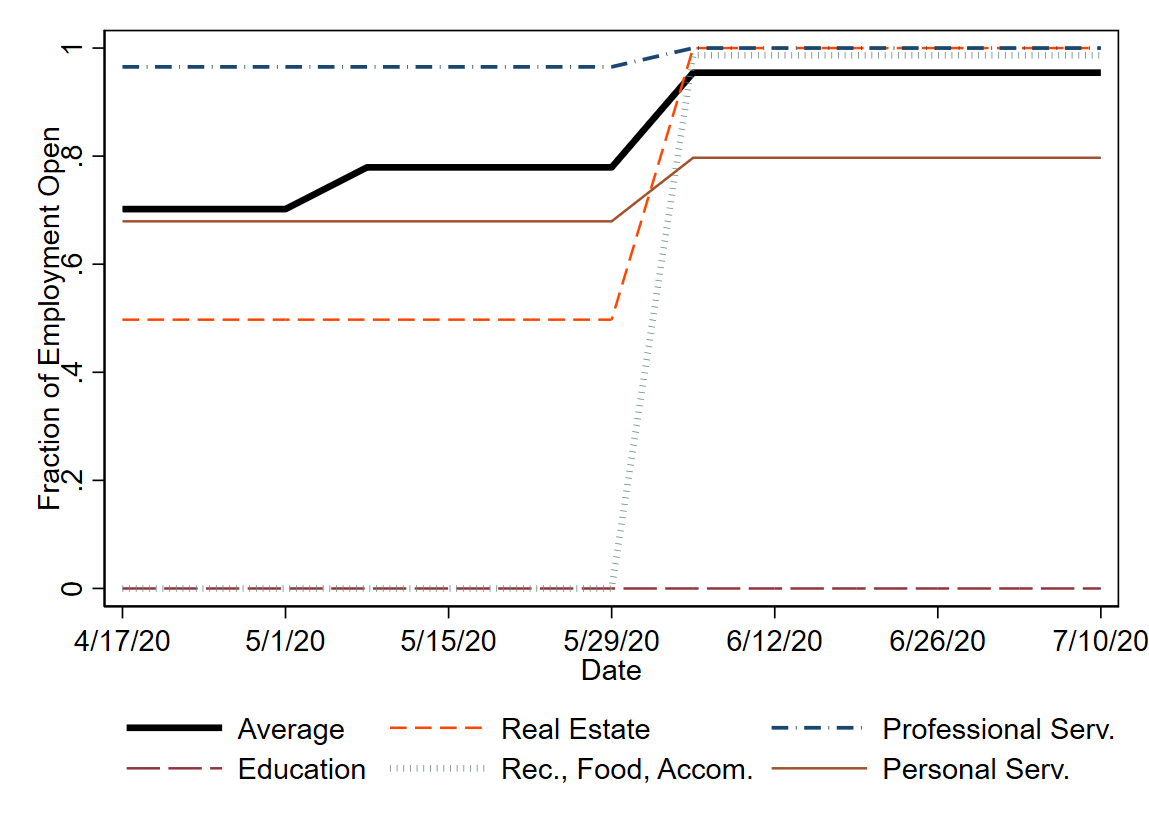 Fraction of Employment Open
1
.8
.6
.4
.2
0
4/17/20 5/1/20 5/15/20 5/29/20 6/12/20 6/26/20 7/10/20
Date
Average Real Estate Professional Serv.
Education Rec., Food, Accom. Personal Serv.